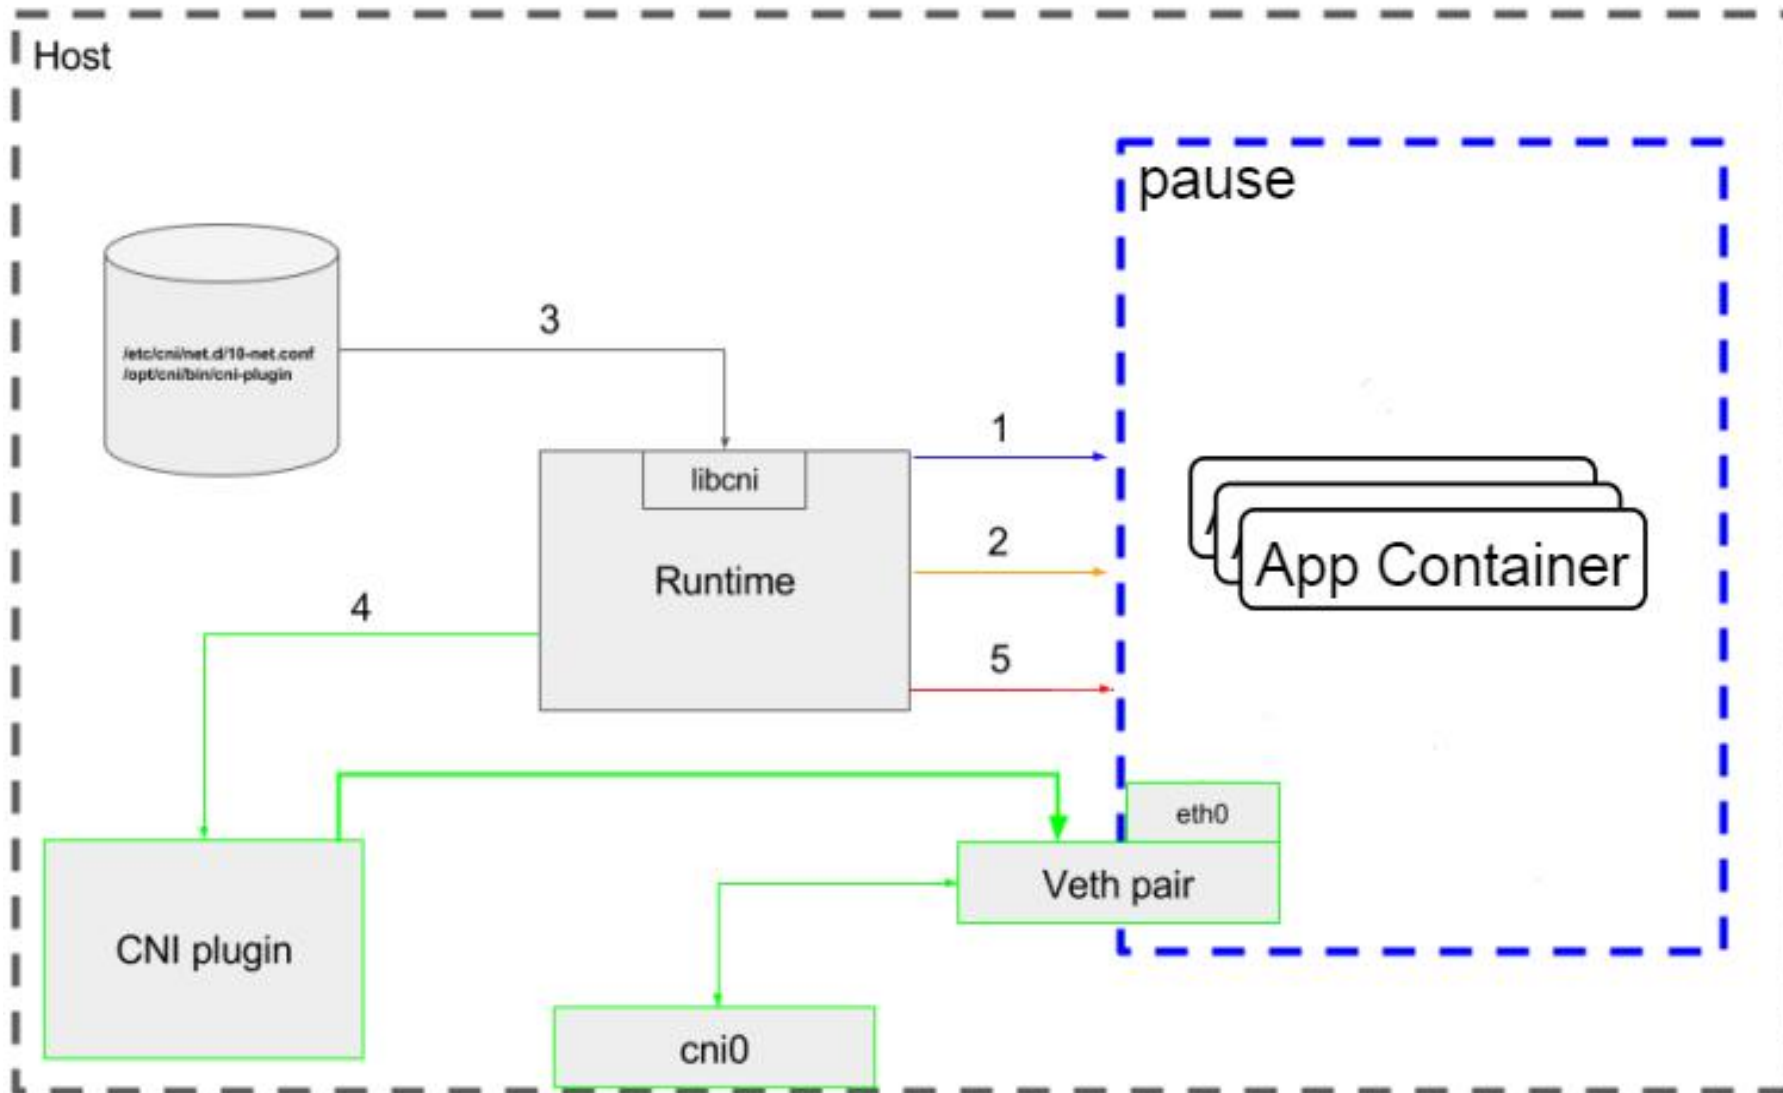 Host
pause
3
/etc/cni/net.d/10-net.conf
/opt/cni/bin/cni-plugin
1
libcni
2
App Container
Runtime
4
5
eth0
Veth pair
CNI plugin
cni0